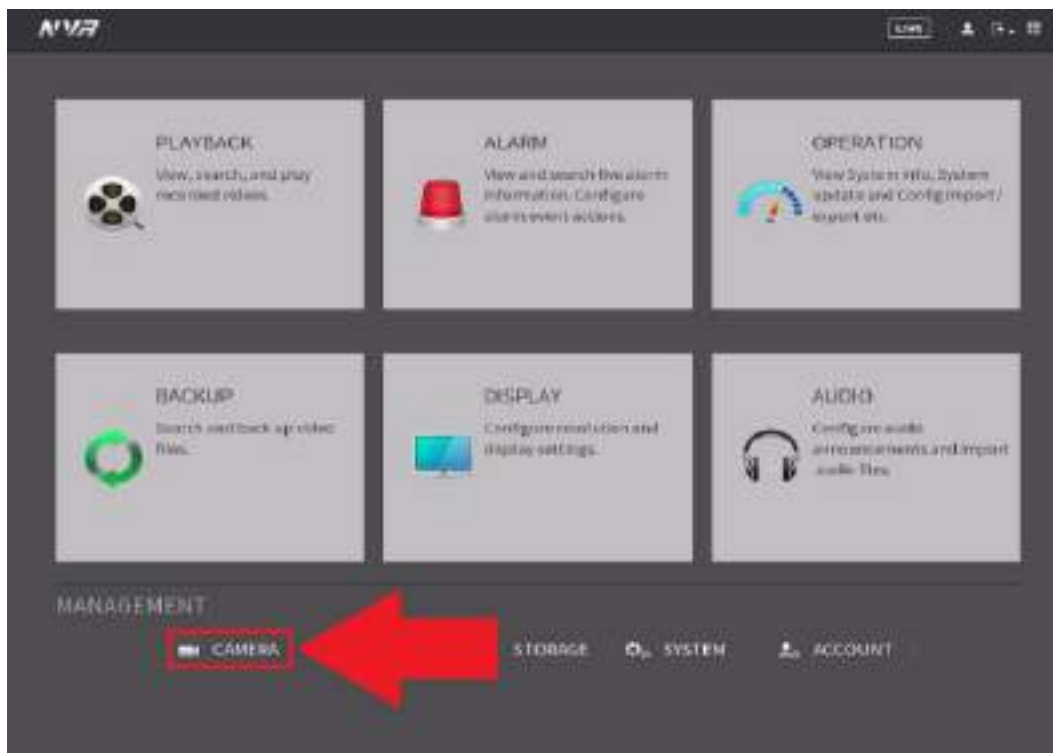 NVR
LIVE
PLAYBACK
View, search, and play
recorded videos.
ALARM
View and search live alarm
information. Configure
alarm event actions.
OPERATION
View System info, System
update and Config import/
export etc.
BACKUP
Search and back up video
files.
DISPLAY
Configure resolution and
display settings.
AUDIO
Configure audio
announcements and import
audio files.
MANAGEMENT
CAMERA STORAGE SYSTEM ACCOUNT